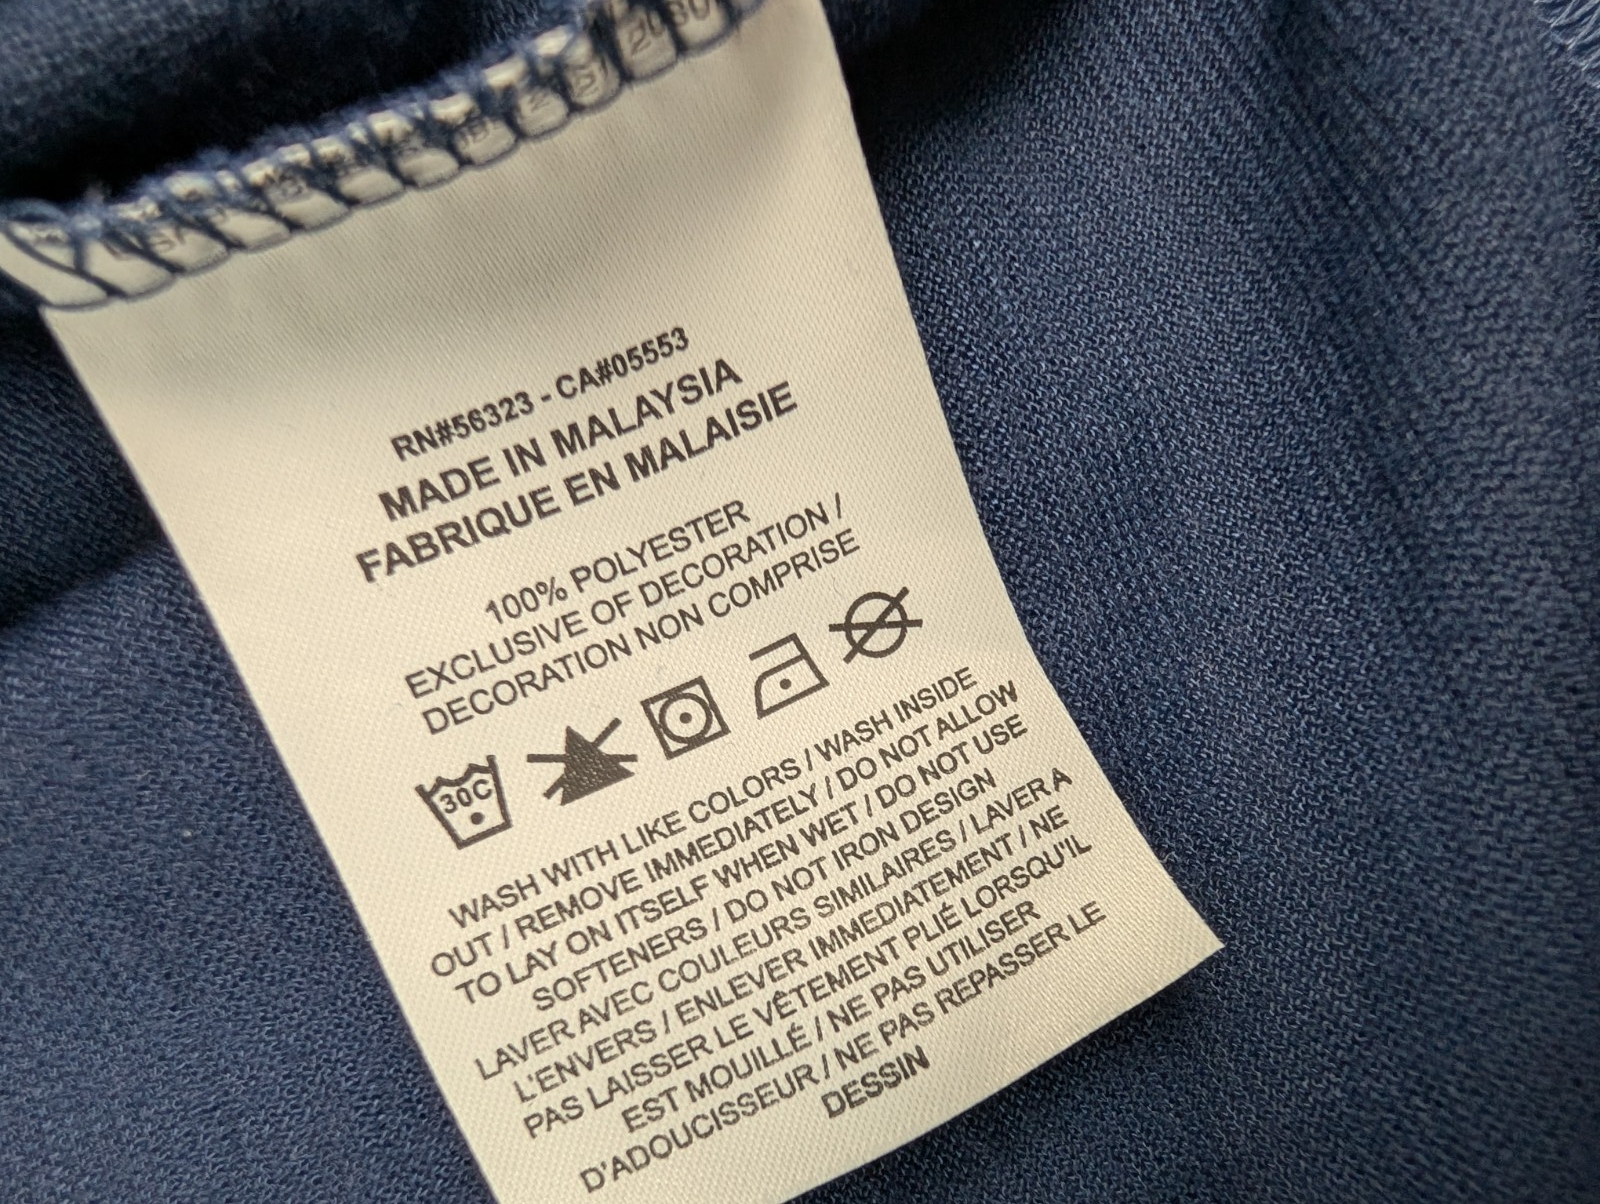 RN#56323 - CA#05553
MADE IN MALAYSIA
FABRIQUE EN MALAISIE
100% POLYESTER
EXCLUSIVE OF DECORATION /
DECORATION NON COMPRISE
30C
WASH WITH LIKE COLORS / WASH INSIDE
OUT / REMOVE IMMEDIATELY / DO NOT ALLOW
TO LAY ON ITSELF WHEN WET / DO NOT USE
SOFTENERS / DO NOT IRON DESIGN
LAVER AVEC COULEURS SIMILAIRES / LAVER A
L'ENVERS / ENLEVER IMMEDIATEMENT / NE
PAS LAISSER LE VÊTEMENT PLIÉ LORSQU'IL
EST MOUILLÉ / NE PAS UTILISER
D'ADOUCISSEUR / NE PAS REPASSER LE
DESSIN